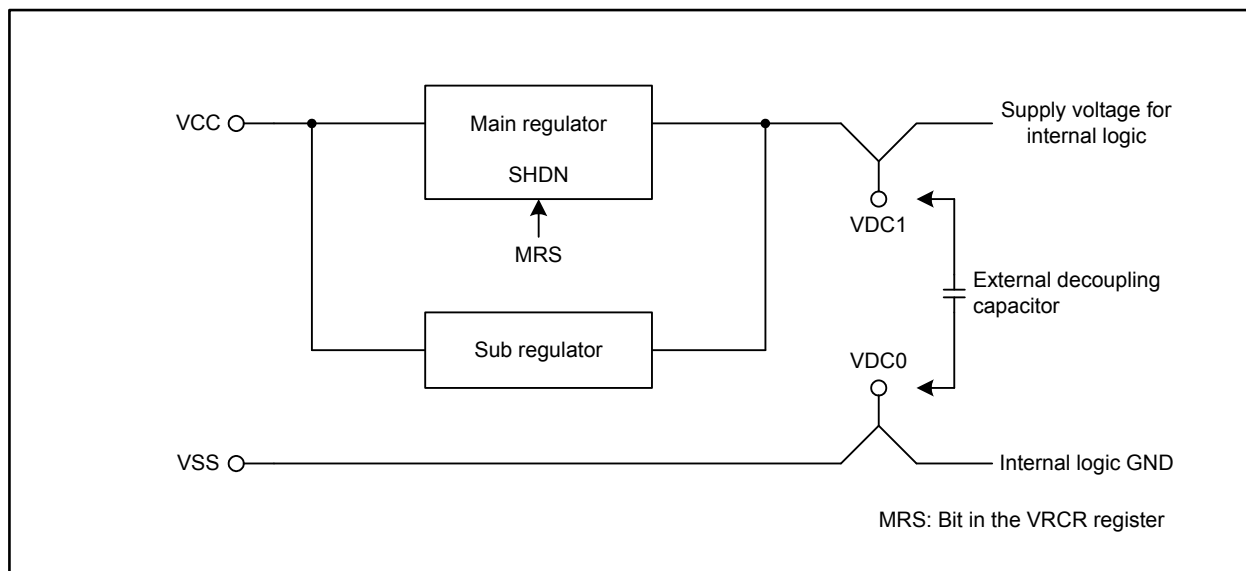 VCC
Main regulator
SHDN
MRS
Supply voltage for
internal logic
VDC1
External decoupling
capacitor
Sub regulator
VDC0
VSS
Internal logic GND
MRS: Bit in the VRCR register